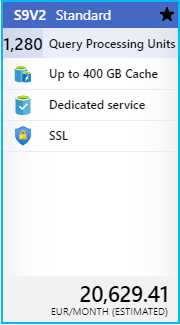 S9V2 Standard
1,280 Query Processing Units
Up to 400 GB Cache
Dedicated service
SSL
20,629.41
EUR/MONTH (ESTIMATED)